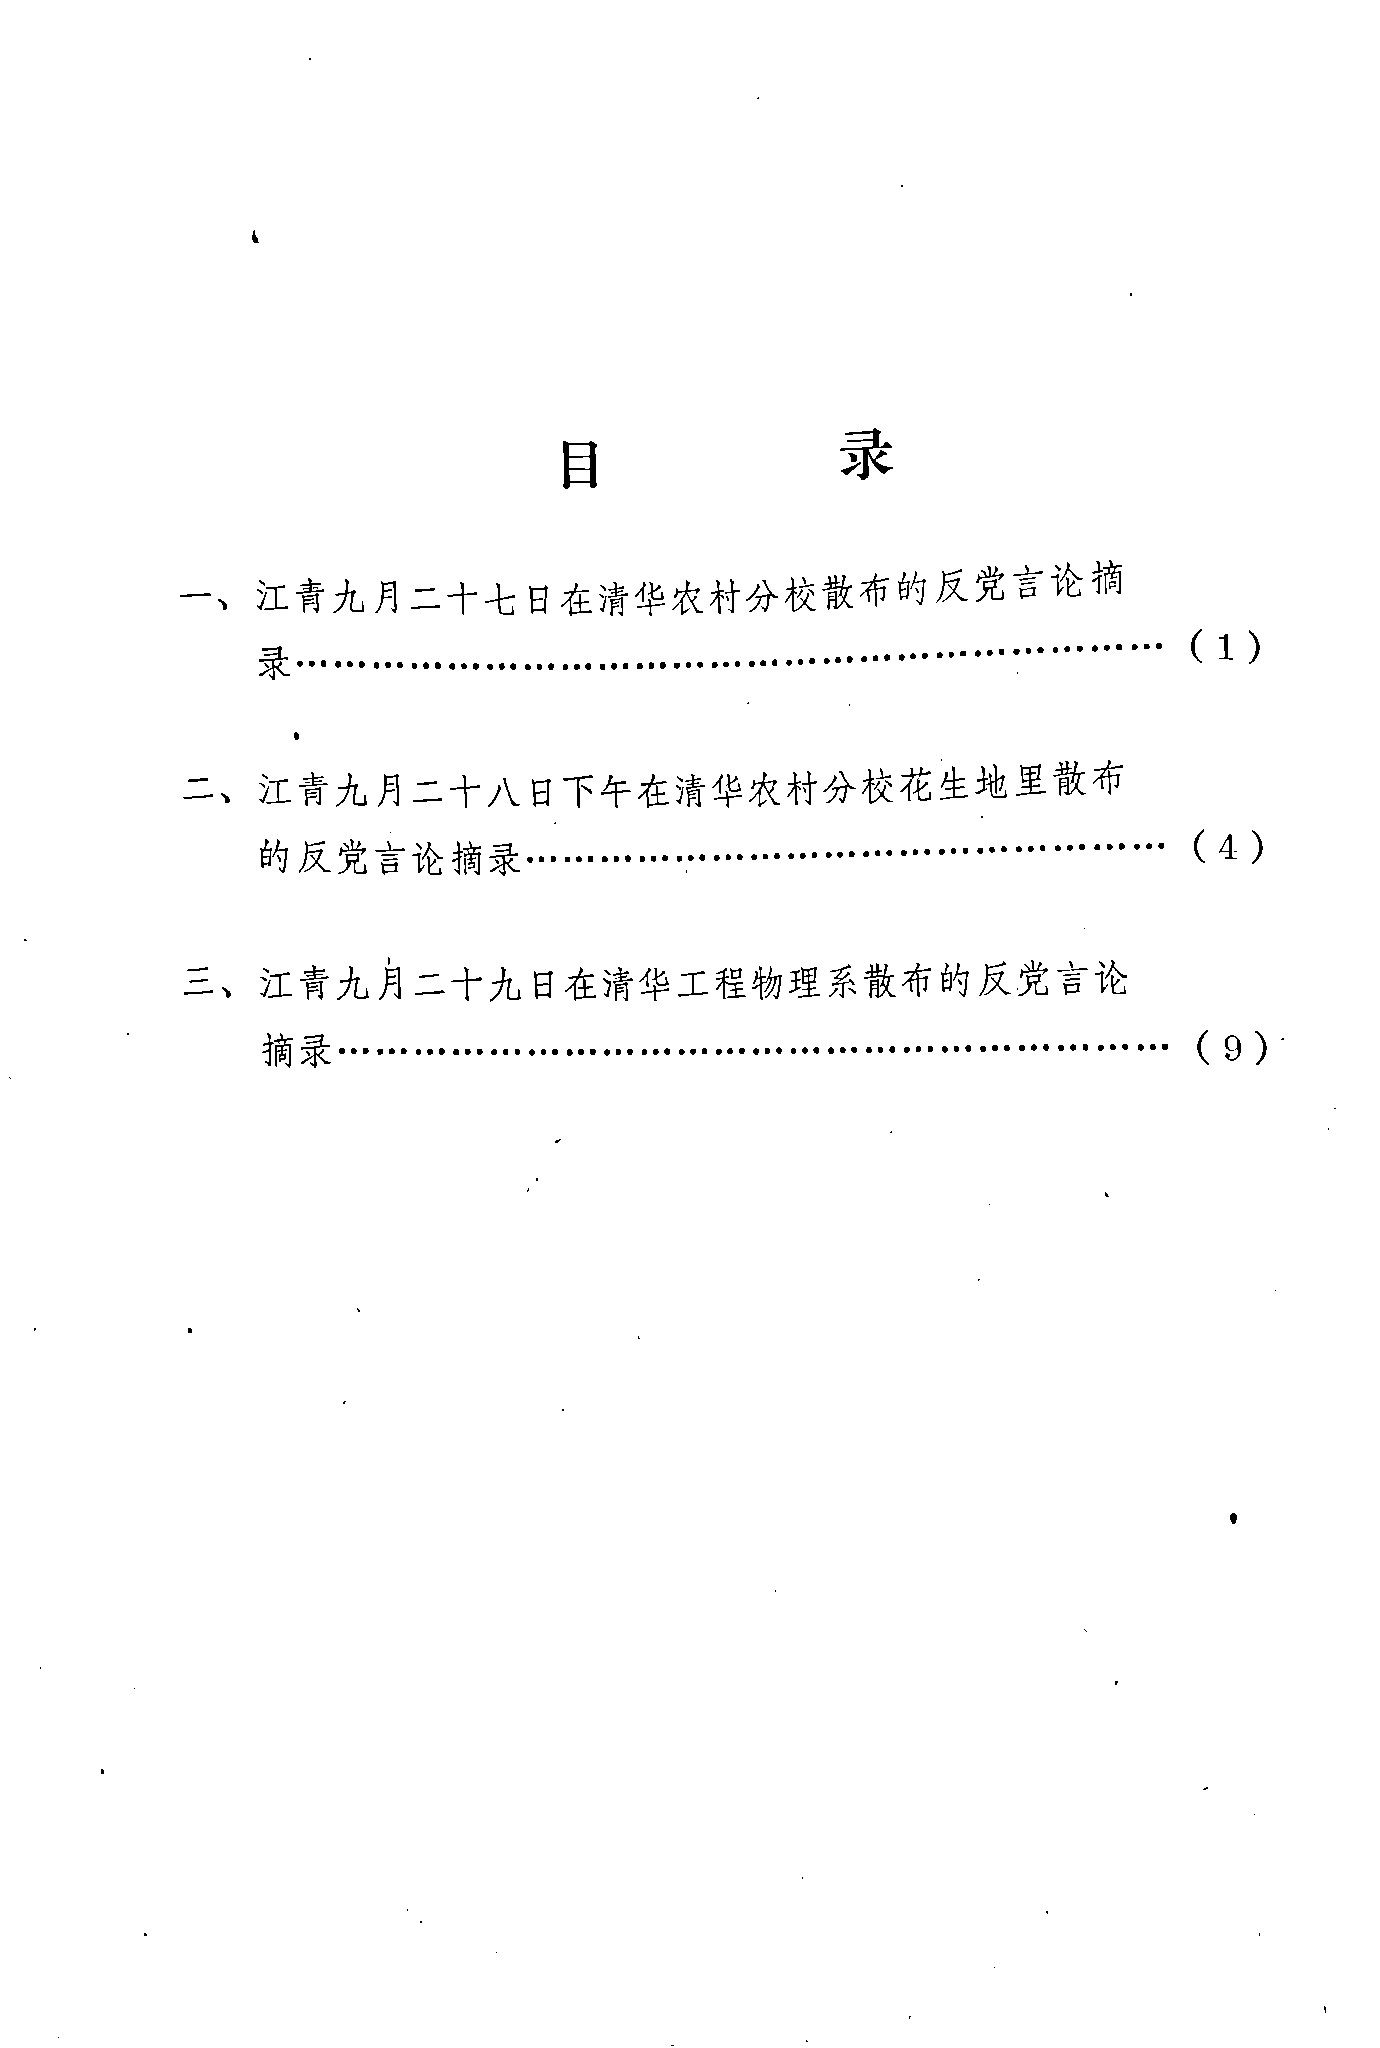 目 录
一、江青九月二十七日在清华农村分校散布的反党言论摘
录……………………………………………………………(1)
二、江青九月二十八日下午在清华农村分校花生地里散布
的反党言论摘录………………………………………………(4)
三、江青九月二十九日在清华工程物理系散布的反党言论
摘录……………………………………………………………(9)